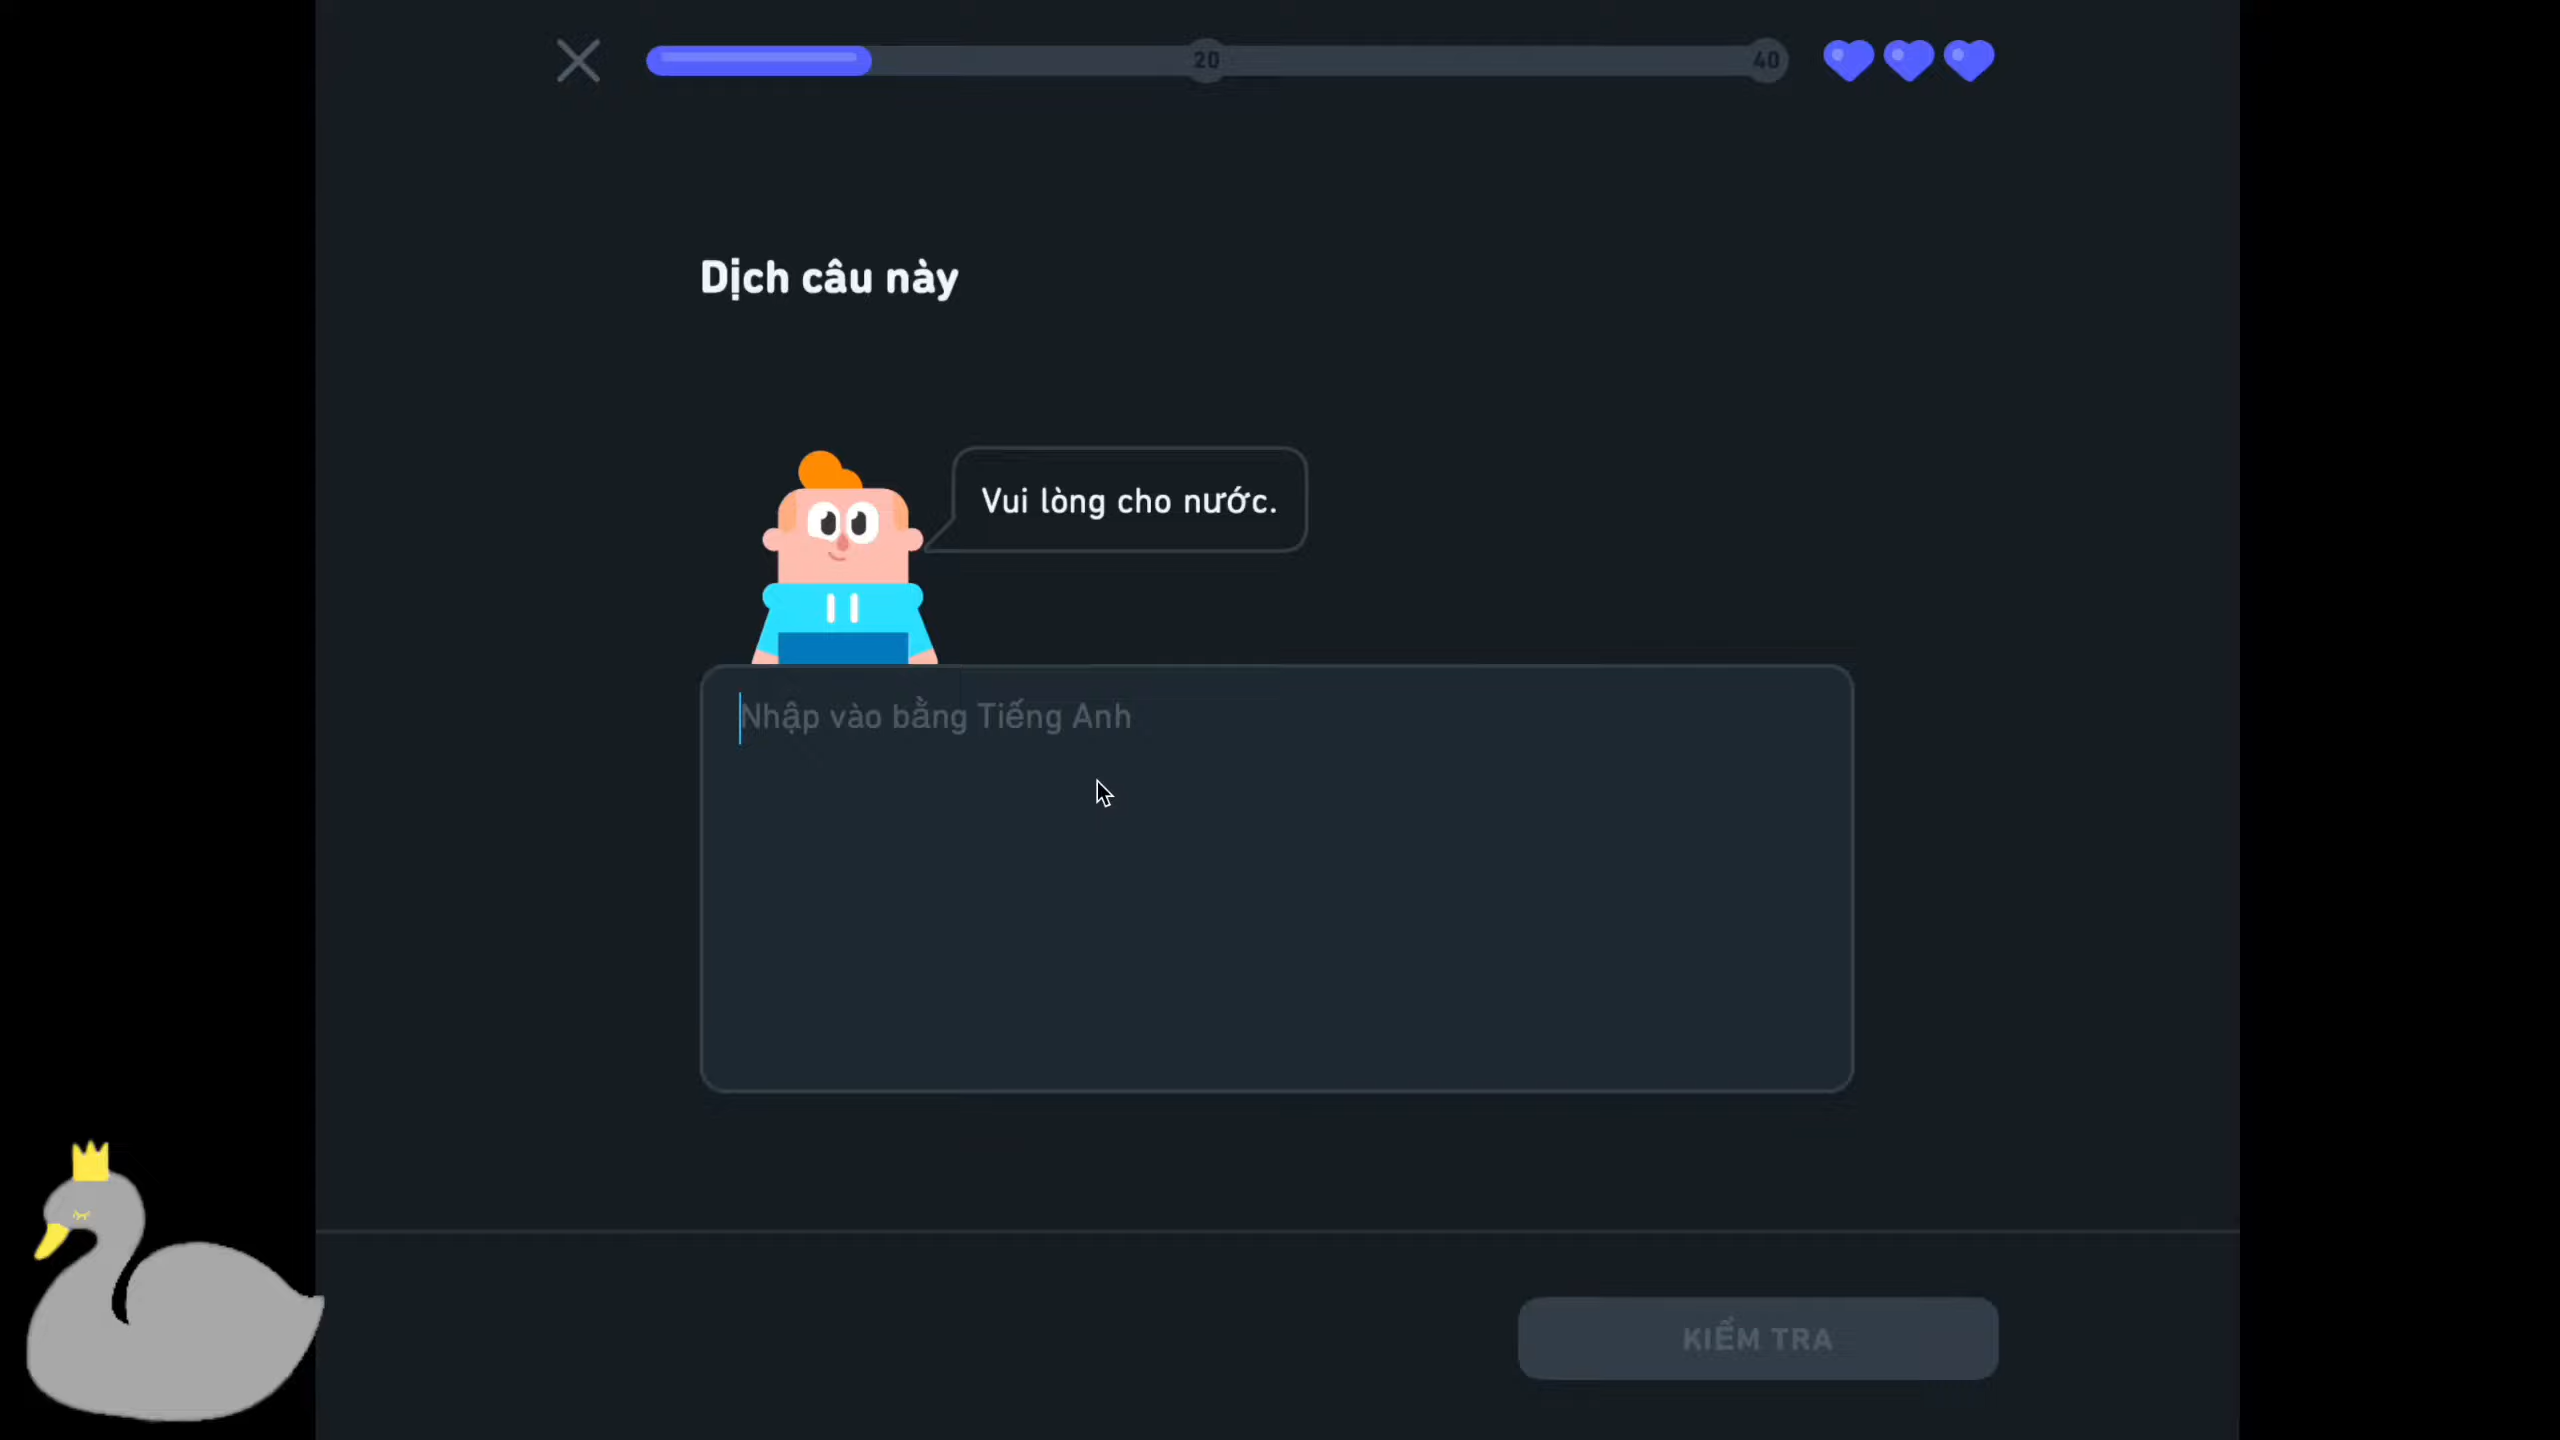 20
40
Dịch câu này
Vui lòng cho nước.
Nhập vào bằng Tiếng Anh
KIỂM TRA